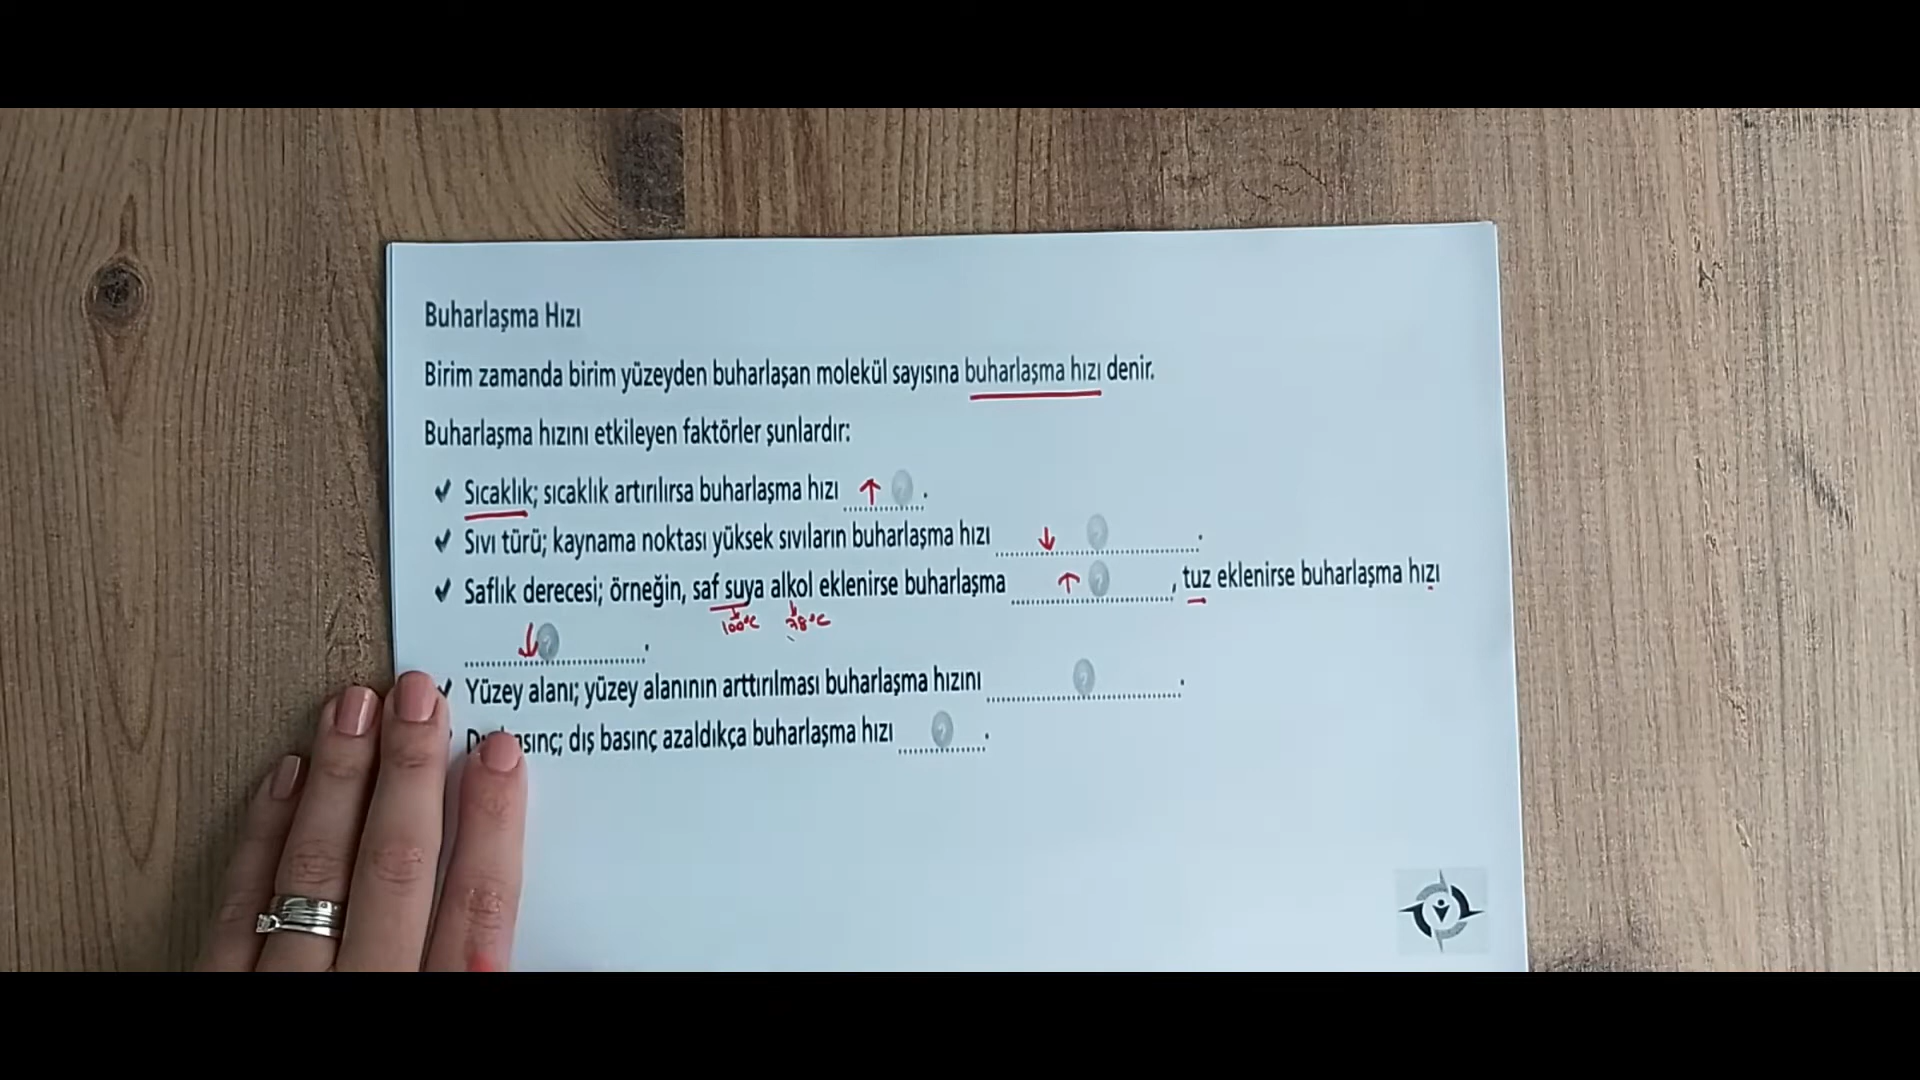 Buharlaşma Hızı
Birim zamanda birim yüzeyden buharlaşan molekül sayısına buharlaşma hızı denir.
Buharlaşma hızını etkileyen faktörler şunlardır:
✓ Sıcaklık; sıcaklık artırılırsa buharlaşma hızı ↑ ? .
✓ Sıvı türü; kaynama noktası yüksek sıvıların buharlaşma hızı ↓ ? .
✓ Saflık derecesi; örneğin, saf suya alkol eklenirse buharlaşma ↑ ? , tuz eklenirse buharlaşma hızı
100°C 78°C
↓ ? .
✓ Yüzey alanı; yüzey alanının arttırılması buharlaşma hızını ? .
dış basınç azaldıkça buharlaşma hızı ? .